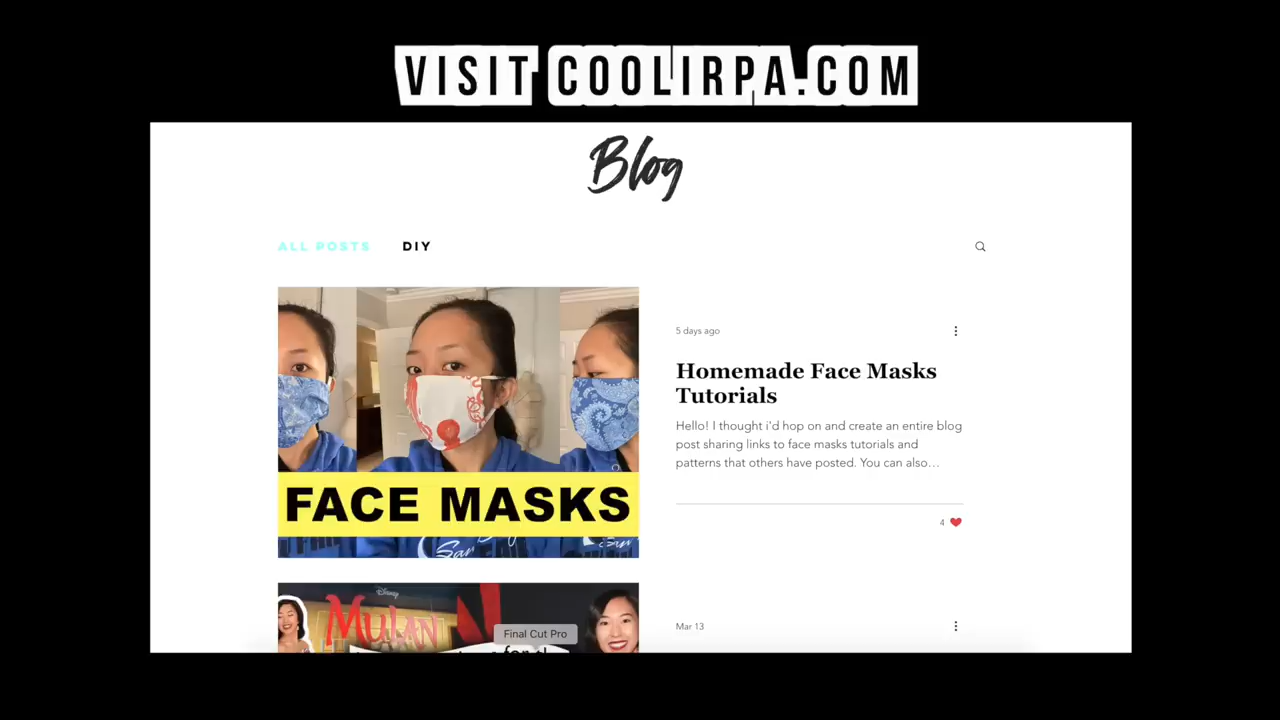 VISIT COOLIRPA.COM
Blog
ALL POSTS
DIY
5 days ago
Homemade Face Masks
Tutorials
Hello! I thought i'd hop on and create an entire blog
post sharing links to face masks tutorials and
patterns that others have posted. You can also…
FACE MASKS
San
4
Disney
MULAN
Mar 13
Final Cut Pro